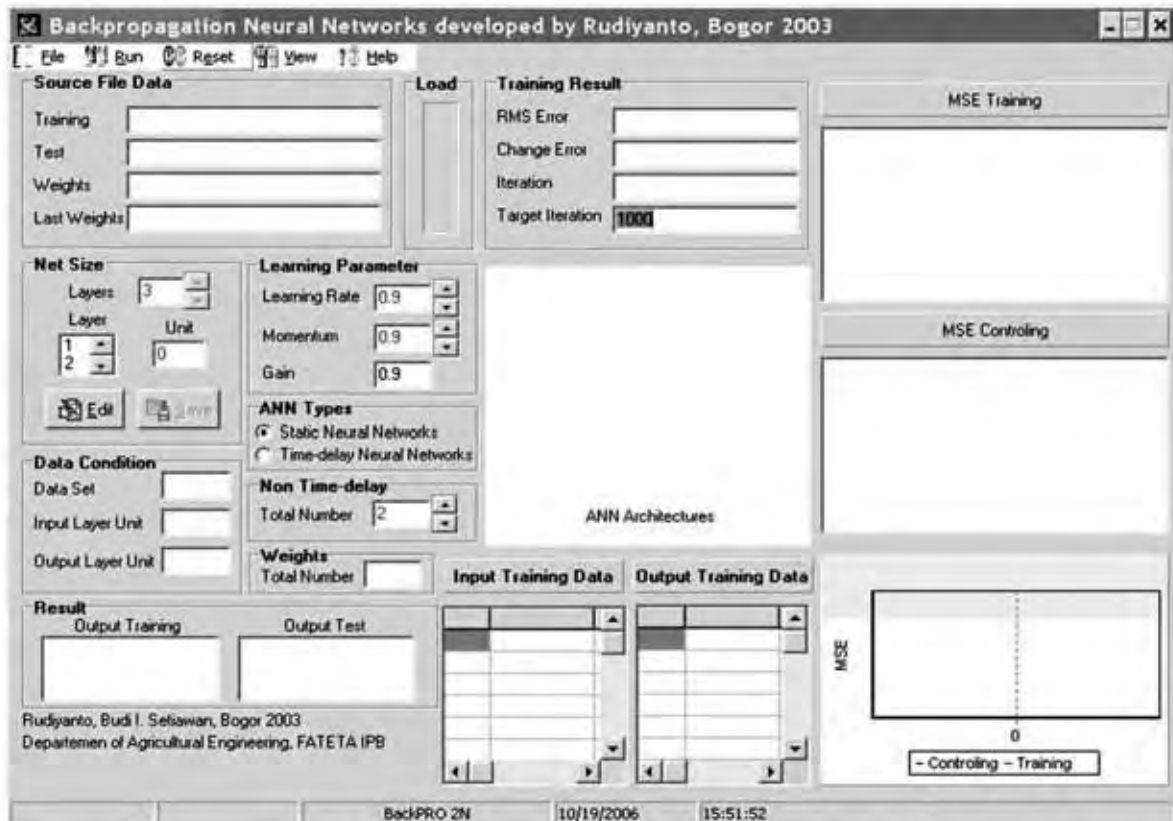 Backpropagation Neural Networks developed by Rudiyanto, Bogor 2003
File Run Reset View Help
Source File Data
Training
Test
Weights
Last Weights
Load
Training Result
RMS Error
Change Error
Iteration
Target Iteration 1000
MSE Training
Net Size
Layers 3
Layer
1
2
Unit
0
Edit Save
Learning Parameter
Learning Rate 0.9
Momentum 0.9
Gain 0.9
ANN Types
Static Neural Networks
Time-delay Neural Networks
MSE Controling
Data Condition
Data Set
Input Layer Unit
Output Layer Unit
Non Time-delay
Total Number 2
Weights
Total Number
ANN Architectures
Input Training Data
Output Training Data
Result
Output Training
Output Test
MSE
0
- Controling - Training
Rudiyanto, Budi I. Setiawan, Bogor 2003
Departemen of Agricultural Engineering, FATETA IPB
BackPRO 2N 10/19/2006 15:51:52